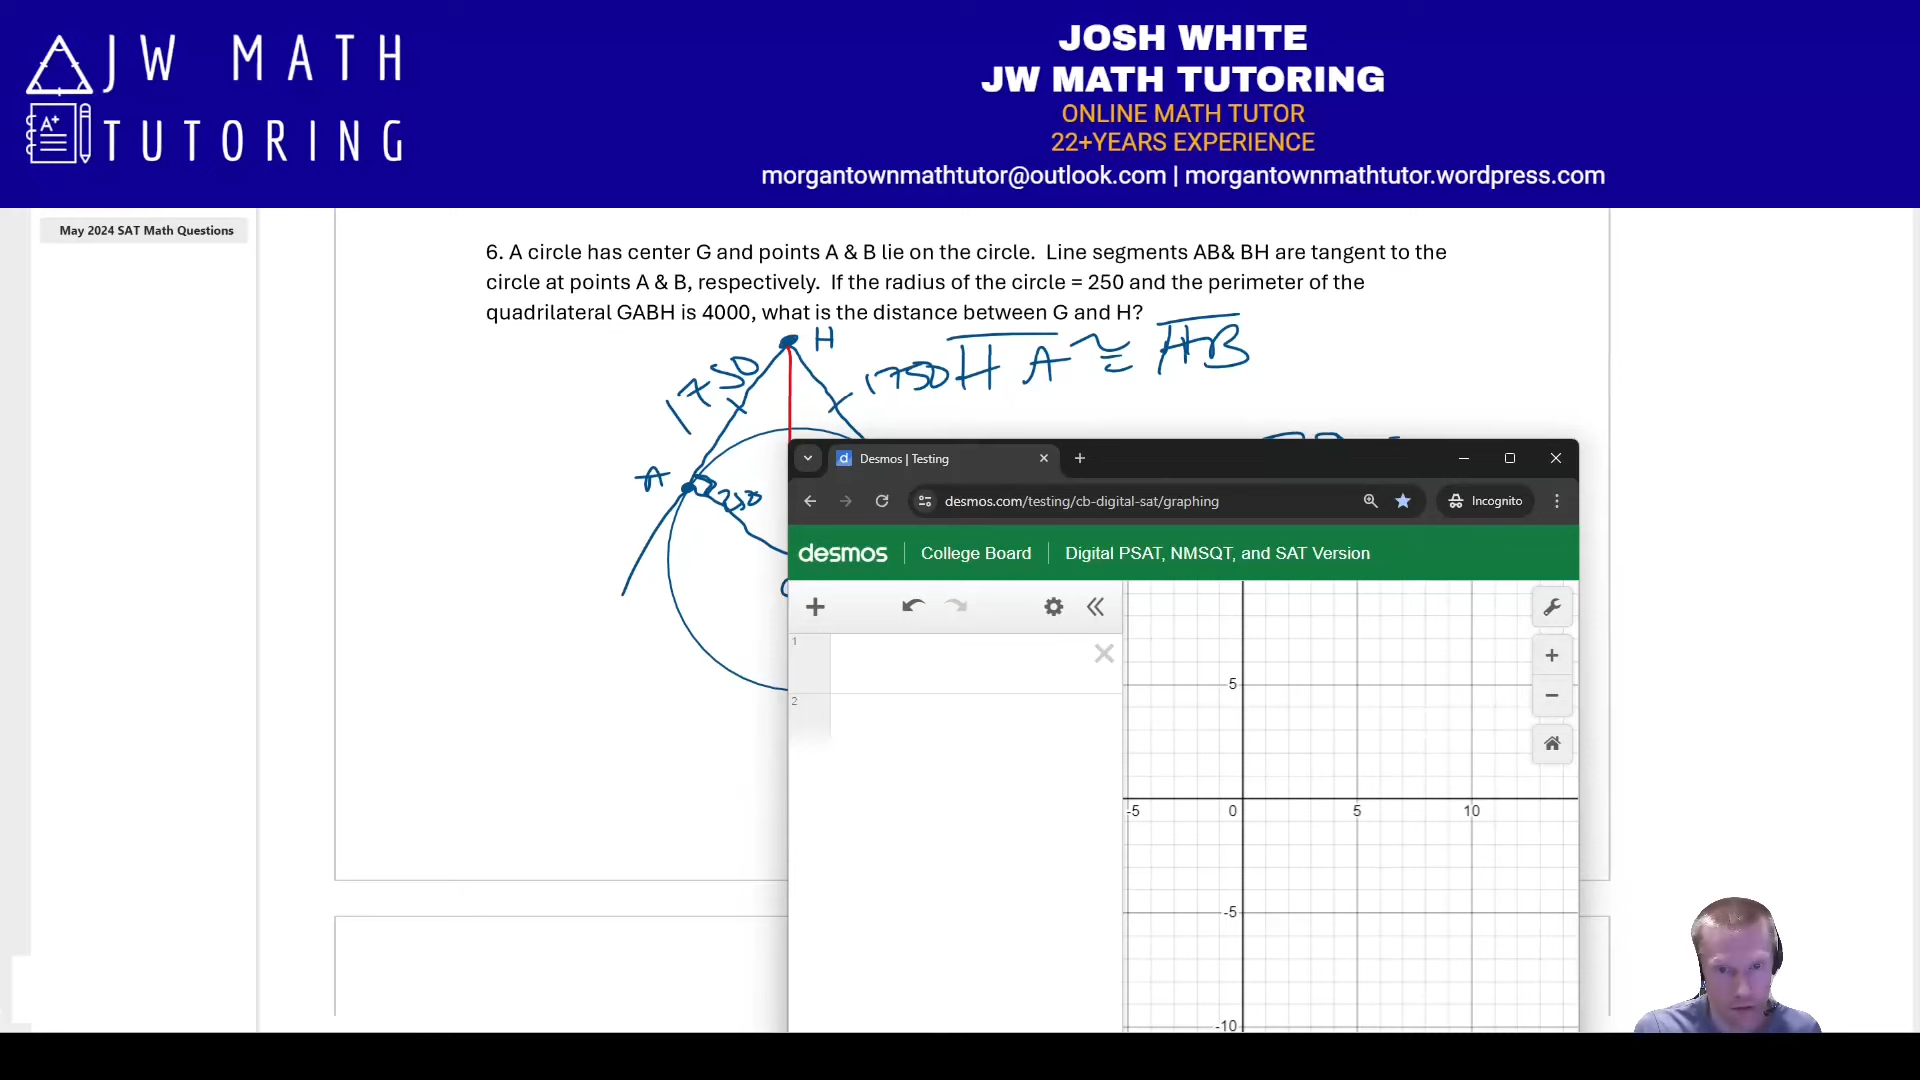 JW MATH
A+
TUTORING
JOSH WHITE
JW MATH TUTORING
ONLINE MATH TUTOR
22+YEARS EXPERIENCE
morgantownmathtutor@outlook.com | morgantownmathtutor.wordpress.com
May 2024 SAT Math Questions
6. A circle has center G and points A & B lie on the circle. Line segments AB& BH are tangent to the
circle at points A & B, respectively. If the radius of the circle = 250 and the perimeter of the
quadrilateral GABH is 4000, what is the distance between G and H?
H
1750
1750
HA ≅ HB
A
250
Desmos | Testing
desmos.com/testing/cb-digital-sat/graphing
Incognito
desmos
College Board
Digital PSAT, NMSQT, and SAT Version
1
2
5
-5
0
5
10
-5
-10